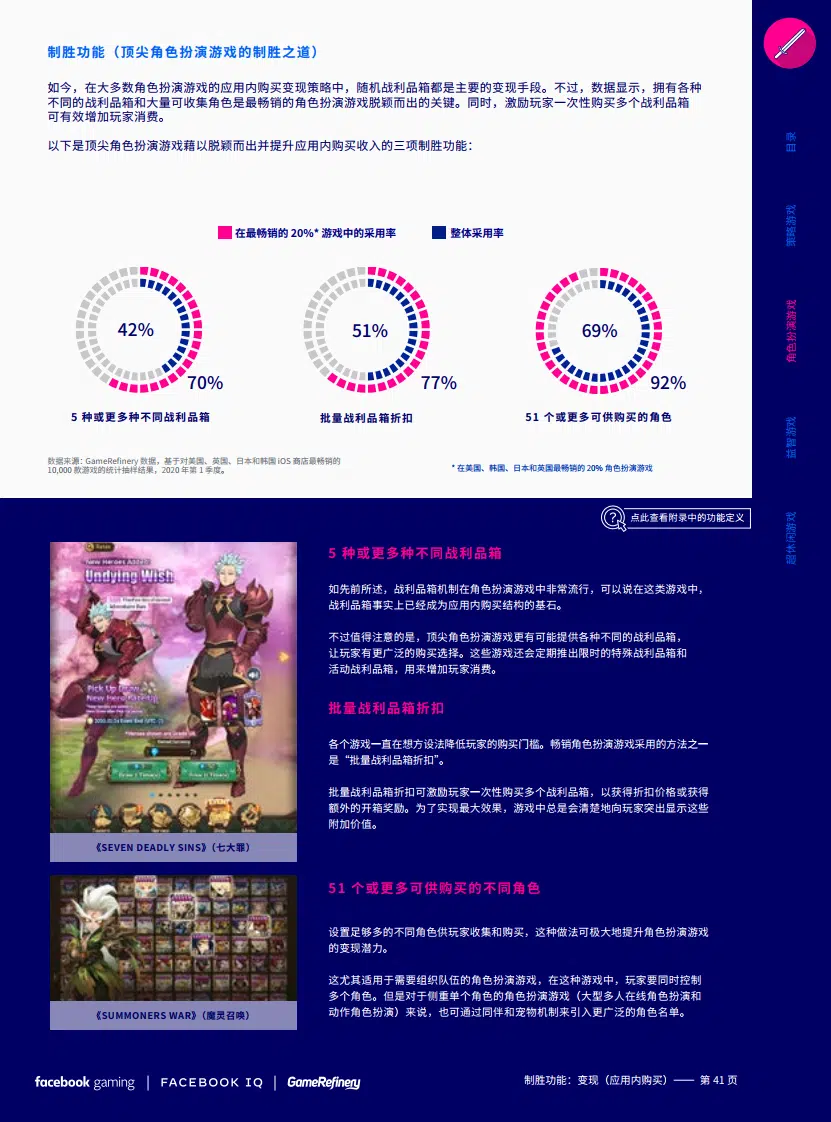 制胜功能（顶尖角色扮演游戏的制胜之道）
如今，在大多数角色扮演游戏的应用内购买变现策略中，随机战利品箱都是主要的变现手段。不过，数据显示，拥有各种
不同的战利品箱和大量可收集角色是最畅销的角色扮演游戏脱颖而出的关键。同时，激励玩家一次性购买多个战利品箱
可有效增加玩家消费。
以下是顶尖角色扮演游戏藉以脱颖而出并提升应用内购买收入的三项制胜功能：
在最畅销的 20%* 游戏中的采用率
整体采用率
42%
70%
5 种或更多种不同战利品箱
51%
77%
批量战利品箱折扣
69%
92%
51 个或更多可供购买的角色
数据来源：GameRefinery 数据，基于对美国、英国、日本和韩国 iOS 商店最畅销的
10,000 款游戏的统计抽样结果，2020 年第 1 季度。
* 在美国、韩国、日本和英国最畅销的 20% 角色扮演游戏
目录
策略游戏
角色扮演游戏
益智游戏
超休闲游戏
? 点此查看附录中的功能定义
New Heroes Added!
Undying Wish
Pick Up Draw
《SEVEN DEADLY SINS》（七大罪）
5 种或更多种不同战利品箱
如先前所述，战利品箱机制在角色扮演游戏中非常流行，可以说在这类游戏中，
战利品箱事实上已经成为应用内购买结构的基石。
不过值得注意的是，顶尖角色扮演游戏更有可能提供各种不同的战利品箱，
让玩家有更广泛的购买选择。这些游戏还会定期推出限时的特殊战利品箱和
活动战利品箱，用来增加玩家消费。
批量战利品箱折扣
各个游戏一直在想方设法降低玩家的购买门槛。畅销角色扮演游戏采用的方法之一
是“批量战利品箱折扣”。
批量战利品箱折扣可激励玩家一次性购买多个战利品箱，以获得折扣价格或获得
额外的开箱奖励。为了实现最大效果，游戏中总是会清楚地向玩家突出显示这些
附加价值。
《SUMMONERS WAR》（魔灵召唤）
51 个或更多可供购买的不同角色
设置足够多的不同角色供玩家收集和购买，这种做法可极大地提升角色扮演游戏
的变现潜力。
这尤其适用于需要组织队伍的角色扮演游戏，在这种游戏中，玩家要同时控制
多个角色。但是对于侧重单个角色的角色扮演游戏（大型多人在线角色扮演和
动作角色扮演）来说，也可通过同伴和宠物机制来引入更广泛的角色名单。
facebook gaming | FACEBOOK IQ | GameRefinery
制胜功能：变现（应用内购买）—— 第 41 页